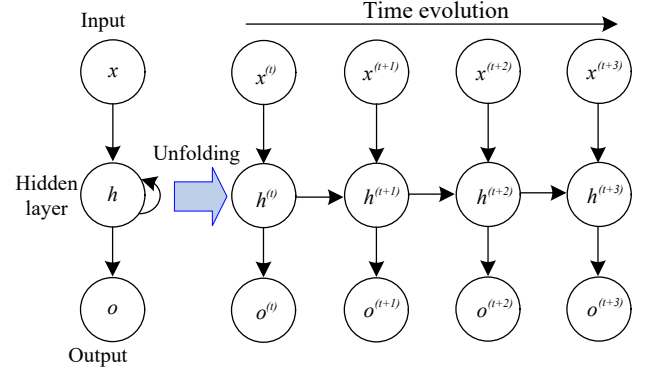 Input
Time evolution
x
x^(t)
x^(t+1)
x^(t+2)
x^(t+3)
Unfolding
Hidden
layer
h
h^(t)
h^(t+1)
h^(t+2)
h^(t+3)
o
o^(t)
o^(t+1)
o^(t+2)
o^(t+3)
Output